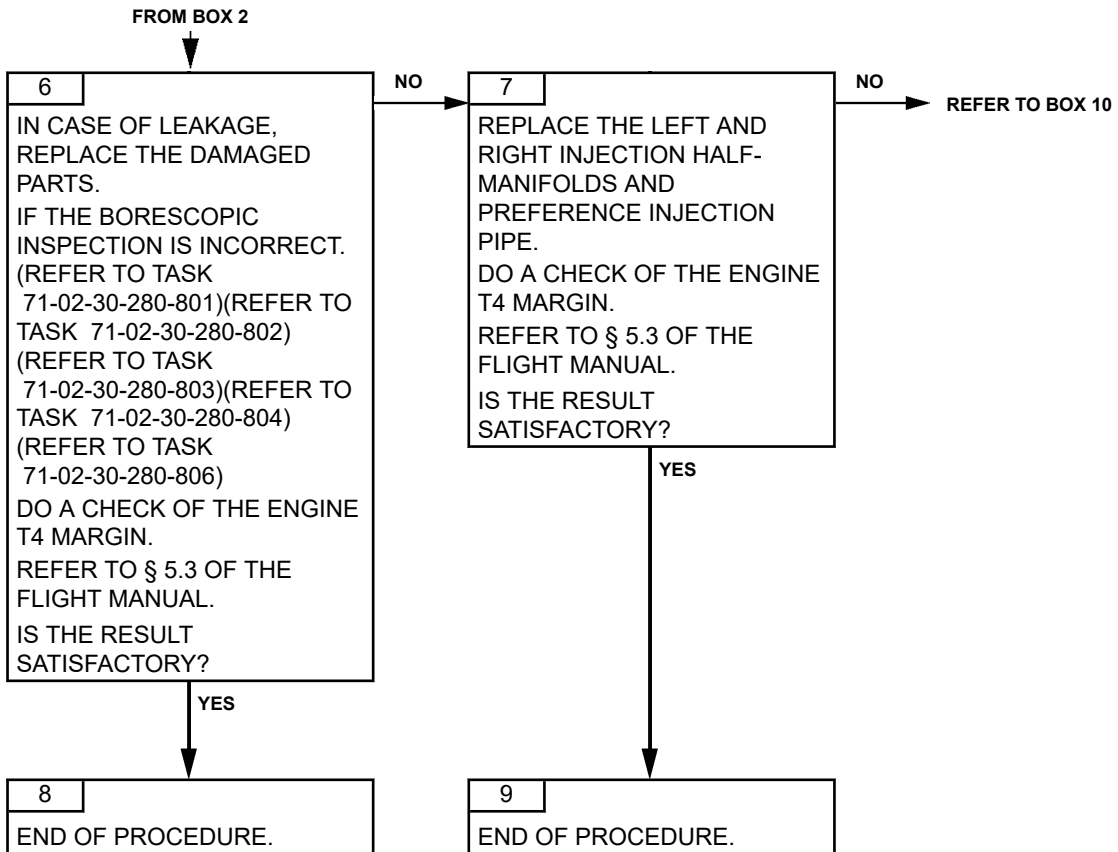 FROM BOX 2
6
IN CASE OF LEAKAGE,
REPLACE THE DAMAGED
PARTS.
IF THE BORESCOPIC
INSPECTION IS INCORRECT.
(REFER TO TASK
71-02-30-280-801)(REFER TO
TASK 71-02-30-280-802)
(REFER TO TASK
71-02-30-280-803)(REFER TO
TASK 71-02-30-280-804)
(REFER TO TASK
71-02-30-280-806)
DO A CHECK OF THE ENGINE
T4 MARGIN.
REFER TO § 5.3 OF THE
FLIGHT MANUAL.
IS THE RESULT
SATISFACTORY?
NO
7
REPLACE THE LEFT AND
RIGHT INJECTION HALF-
MANIFOLDS AND
PREFERENCE INJECTION
PIPE.
DO A CHECK OF THE ENGINE
T4 MARGIN.
REFER TO § 5.3 OF THE
FLIGHT MANUAL.
IS THE RESULT
SATISFACTORY?
NO
REFER TO BOX 10
YES
YES
8
END OF PROCEDURE.
9
END OF PROCEDURE.